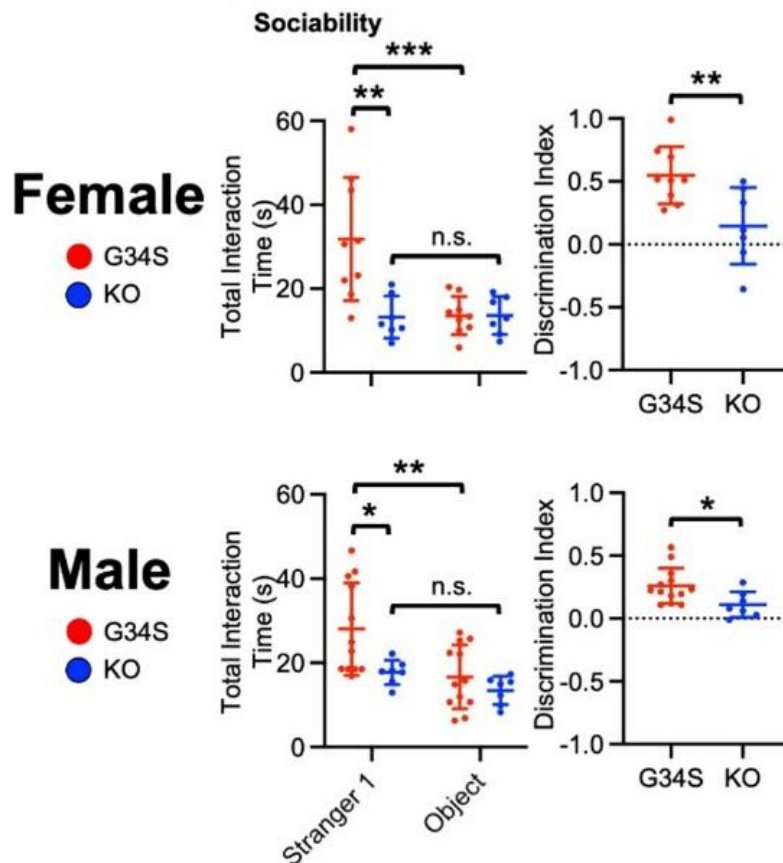 Sociability
Female
G34S
KO
Total Interaction
Time (s)
60
40
20
0
***
**
n.s.
Discrimination Index
1.0
0.5
0.0
-0.5
-1.0
**
G34S KO
Male
G34S
KO
Total Interaction
Time (s)
60
40
20
0
**
*
n.s.
Stranger 1
Object
Discrimination Index
1.0
0.5
0.0
-0.5
-1.0
*
G34S KO